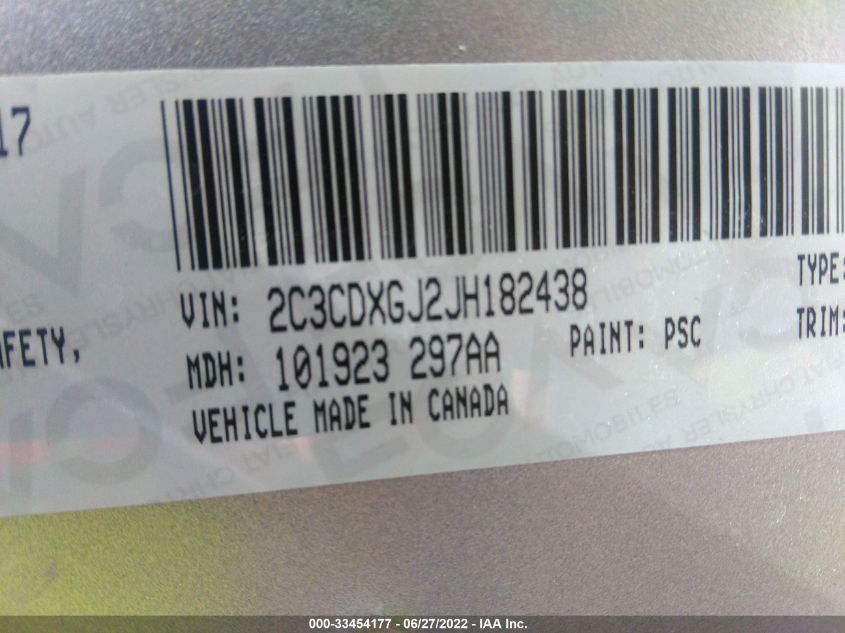 17
VIN: 2C3CDXGJ2JH182438
TYPE:
AFETY,
MDH: 101923 297AA
PAINT: PSC
TRIM:
VEHICLE MADE IN CANADA
000-33454177 - 06/27/2022 - IAA Inc.